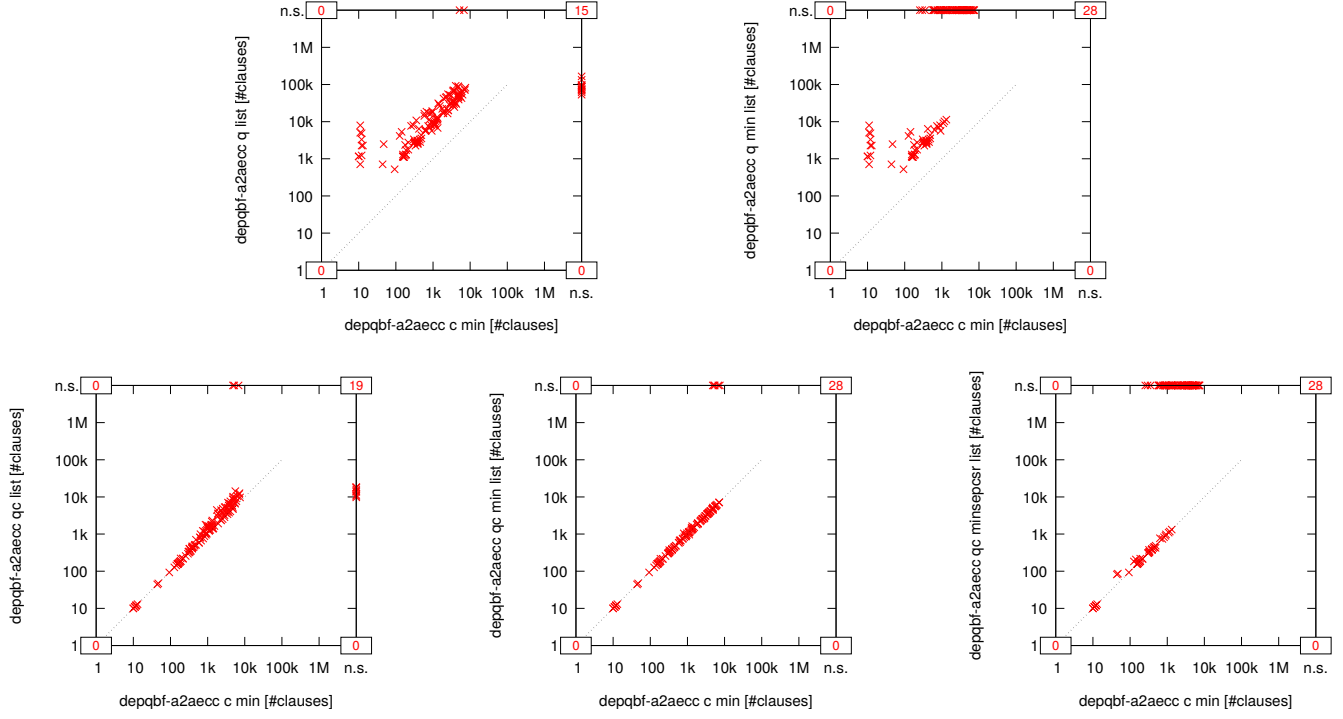 n.s. 0 15
1M
100k
10k
1k
100
10
1 0 0
1 10 100 1k 10k 100k 1M n.s.
depqbf-a2aecc q list [#clauses]
depqbf-a2aecc c min [#clauses]
n.s. 0 28
1M
100k
10k
1k
100
10
1 0 0
1 10 100 1k 10k 100k 1M n.s.
depqbf-a2aecc q min list [#clauses]
depqbf-a2aecc c min [#clauses]
n.s. 0 19
1M
100k
10k
1k
100
10
1 0 0
1 10 100 1k 10k 100k 1M n.s.
depqbf-a2aecc qc list [#clauses]
depqbf-a2aecc c min [#clauses]
n.s. 0 28
1M
100k
10k
1k
100
10
1 0 0
1 10 100 1k 10k 100k 1M n.s.
depqbf-a2aecc qc min list [#clauses]
depqbf-a2aecc c min [#clauses]
n.s. 0 28
1M
100k
10k
1k
100
10
1 0 0
1 10 100 1k 10k 100k 1M n.s.
depqbf-a2aecc qc minsepcsr list [#clauses]
depqbf-a2aecc c min [#clauses]